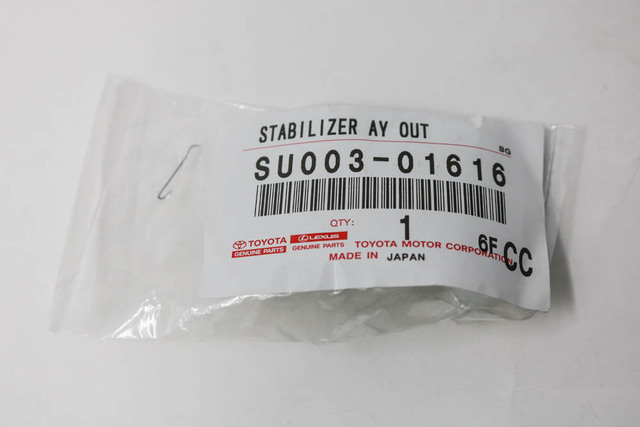 STABILIZER AY OUT
BG
SU003-01616
QTY: 1
TOYOTA GENUINE PARTS
LEXUS GENUINE PARTS
TOYOTA MOTOR CORPORATION
6F CC
MADE IN JAPAN